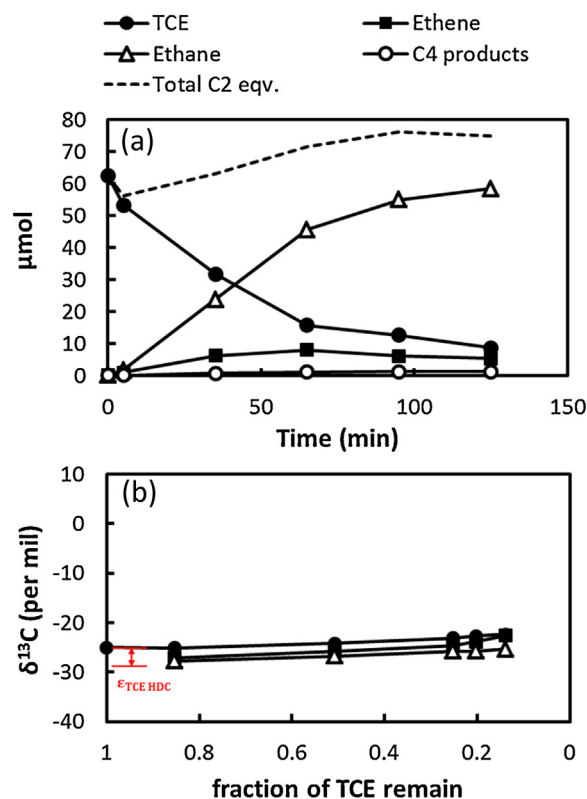 TCE Ethene
Ethane C4 products
Total C2 eqv.
(a)
80
70
60
50
40
30
20
10
0
µmol
0 50 100 150
Time (min)
(b)
10
0
-10
-20
-30
-40
δ¹³C (per mil)
εTCE HDC
1 0.8 0.6 0.4 0.2 0
fraction of TCE remain